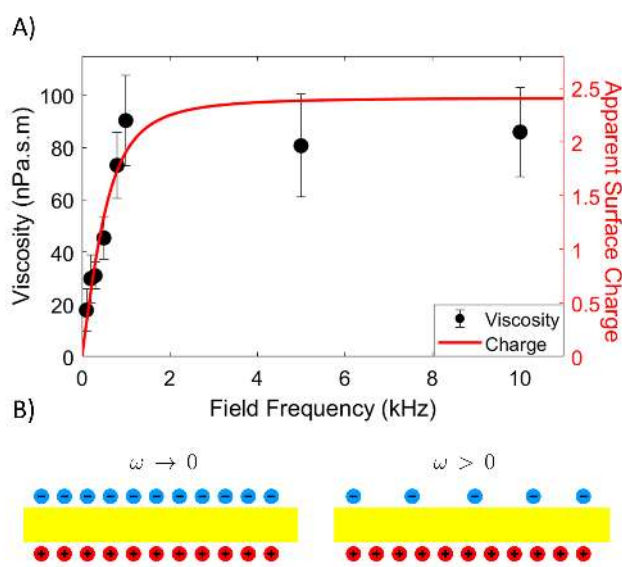 A)
Viscosity (nPa.s.m)
100
80
60
40
20
0
2.5
2
1.5
1
0.5
0
Apparent Surface Charge
Viscosity
Charge
0 2 4 6 8 10
Field Frequency (kHz)
B)
ω → 0 ω > 0
− − − − − − − − − − − − − − − −
+ + + + + + + + + + + + + + + + + + + + + +